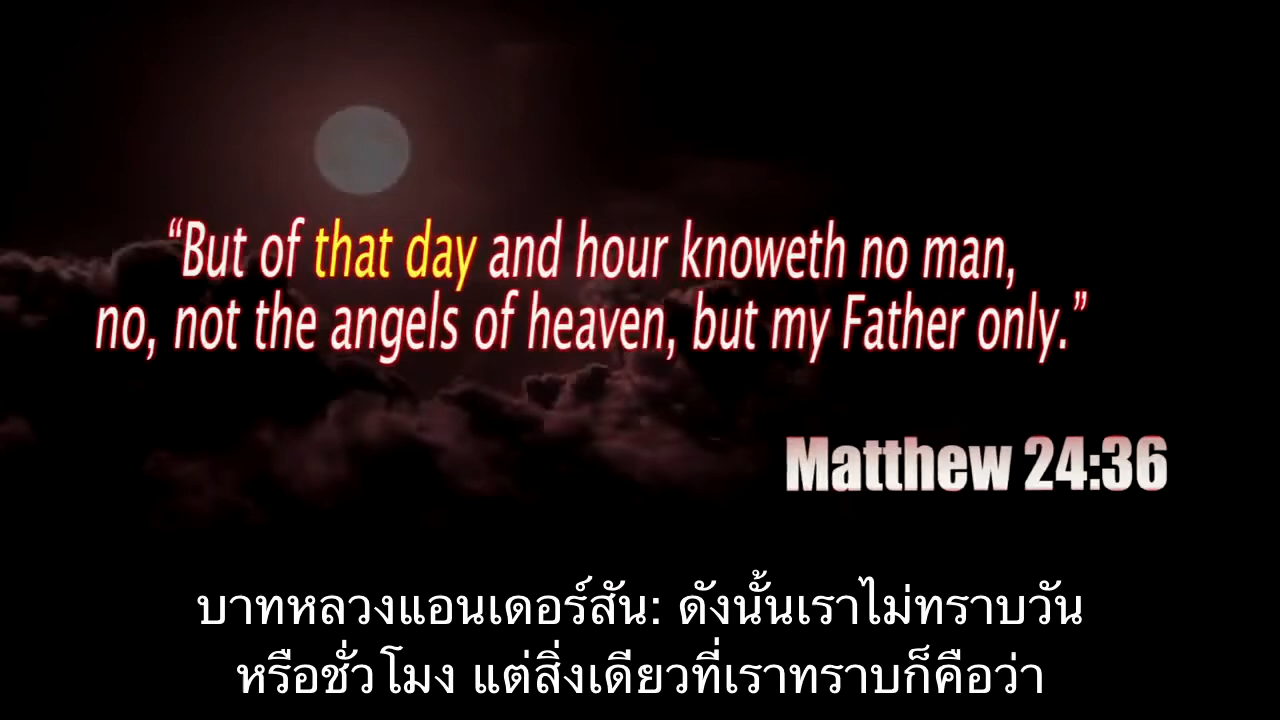 “But of that day and hour knoweth no man,
no, not the angels of heaven, but my Father only.”
Matthew 24:36
บาทหลวงแอนเดอร์สัน: ดังนั้นเราไม่ทราบวัน
หรือชั่วโมง แต่สิ่งเดียวที่เราทราบก็คือว่า